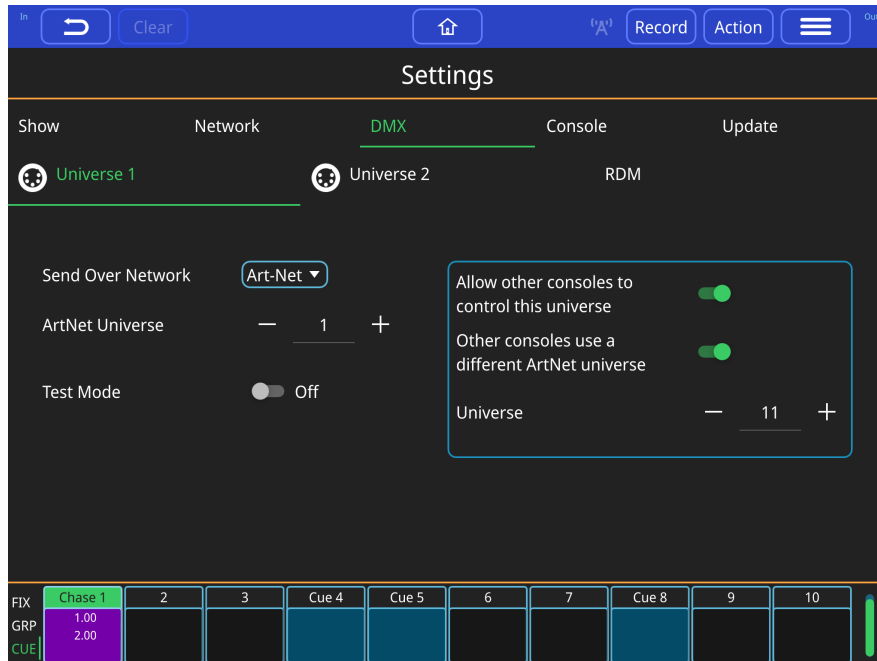 In
Clear
Record
Action
Out
Settings
Show Network DMX Console Update
Universe 1 Universe 2 RDM
Send Over Network Art-Net
ArtNet Universe 1
Test Mode Off
Allow other consoles to
control this universe
Other consoles use a
different ArtNet universe
Universe 11
FIX
GRP
CUE
Chase 1 2 3 Cue 4 Cue 5 6 7 Cue 8 9 10
1.00
2.00